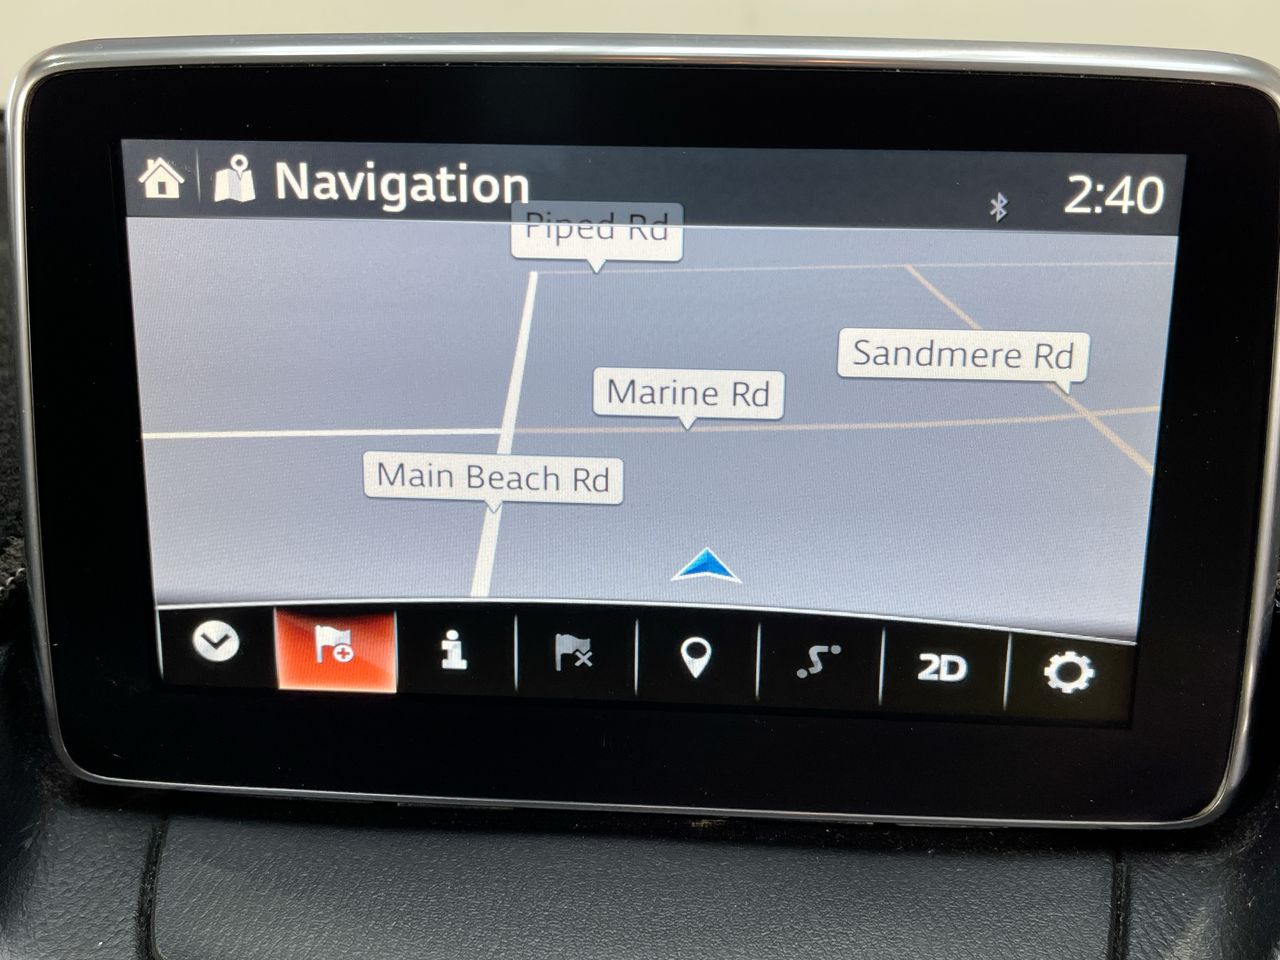 Navigation
2:40
Piped Rd
Sandmere Rd
Marine Rd
Main Beach Rd
2D